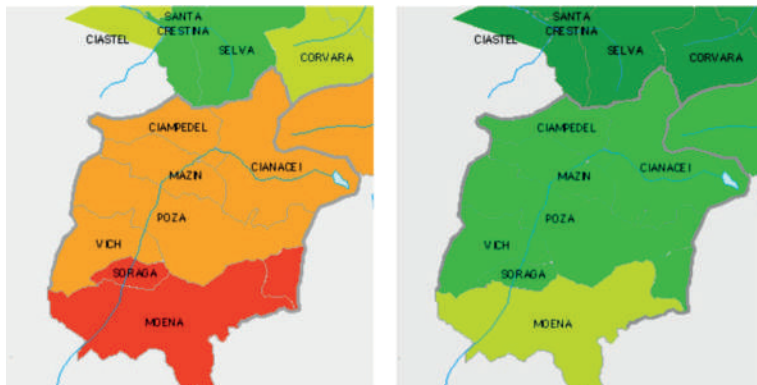 SANTA
CRESTINA
CIASTEL
SELVA
CORVARA
CIAMPEDEL
MAZIN
CIANACEI
POZA
VICH
SORAGA
MOENA
SANTA
CRESTINA
CIASTEL
SELVA
CORVARA
CIAMPEDEL
MAZIN
CIANACEI
POZA
VICH
SORAGA
MOENA